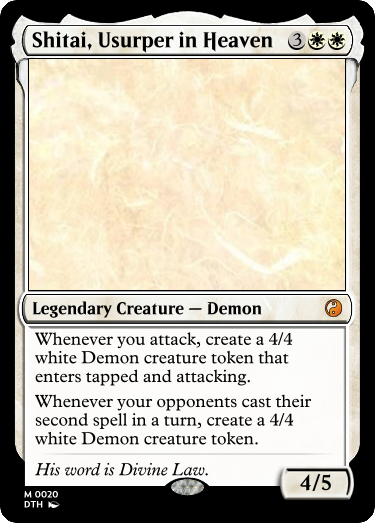 Shitai, Usurper in Heaven 3
Legendary Creature — Demon
Whenever you attack, create a 4/4
white Demon creature token that
enters tapped and attacking.
Whenever your opponents cast their
second spell in a turn, create a 4/4
white Demon creature token.
His word is Divine Law.
4/5
M 0020
DTH